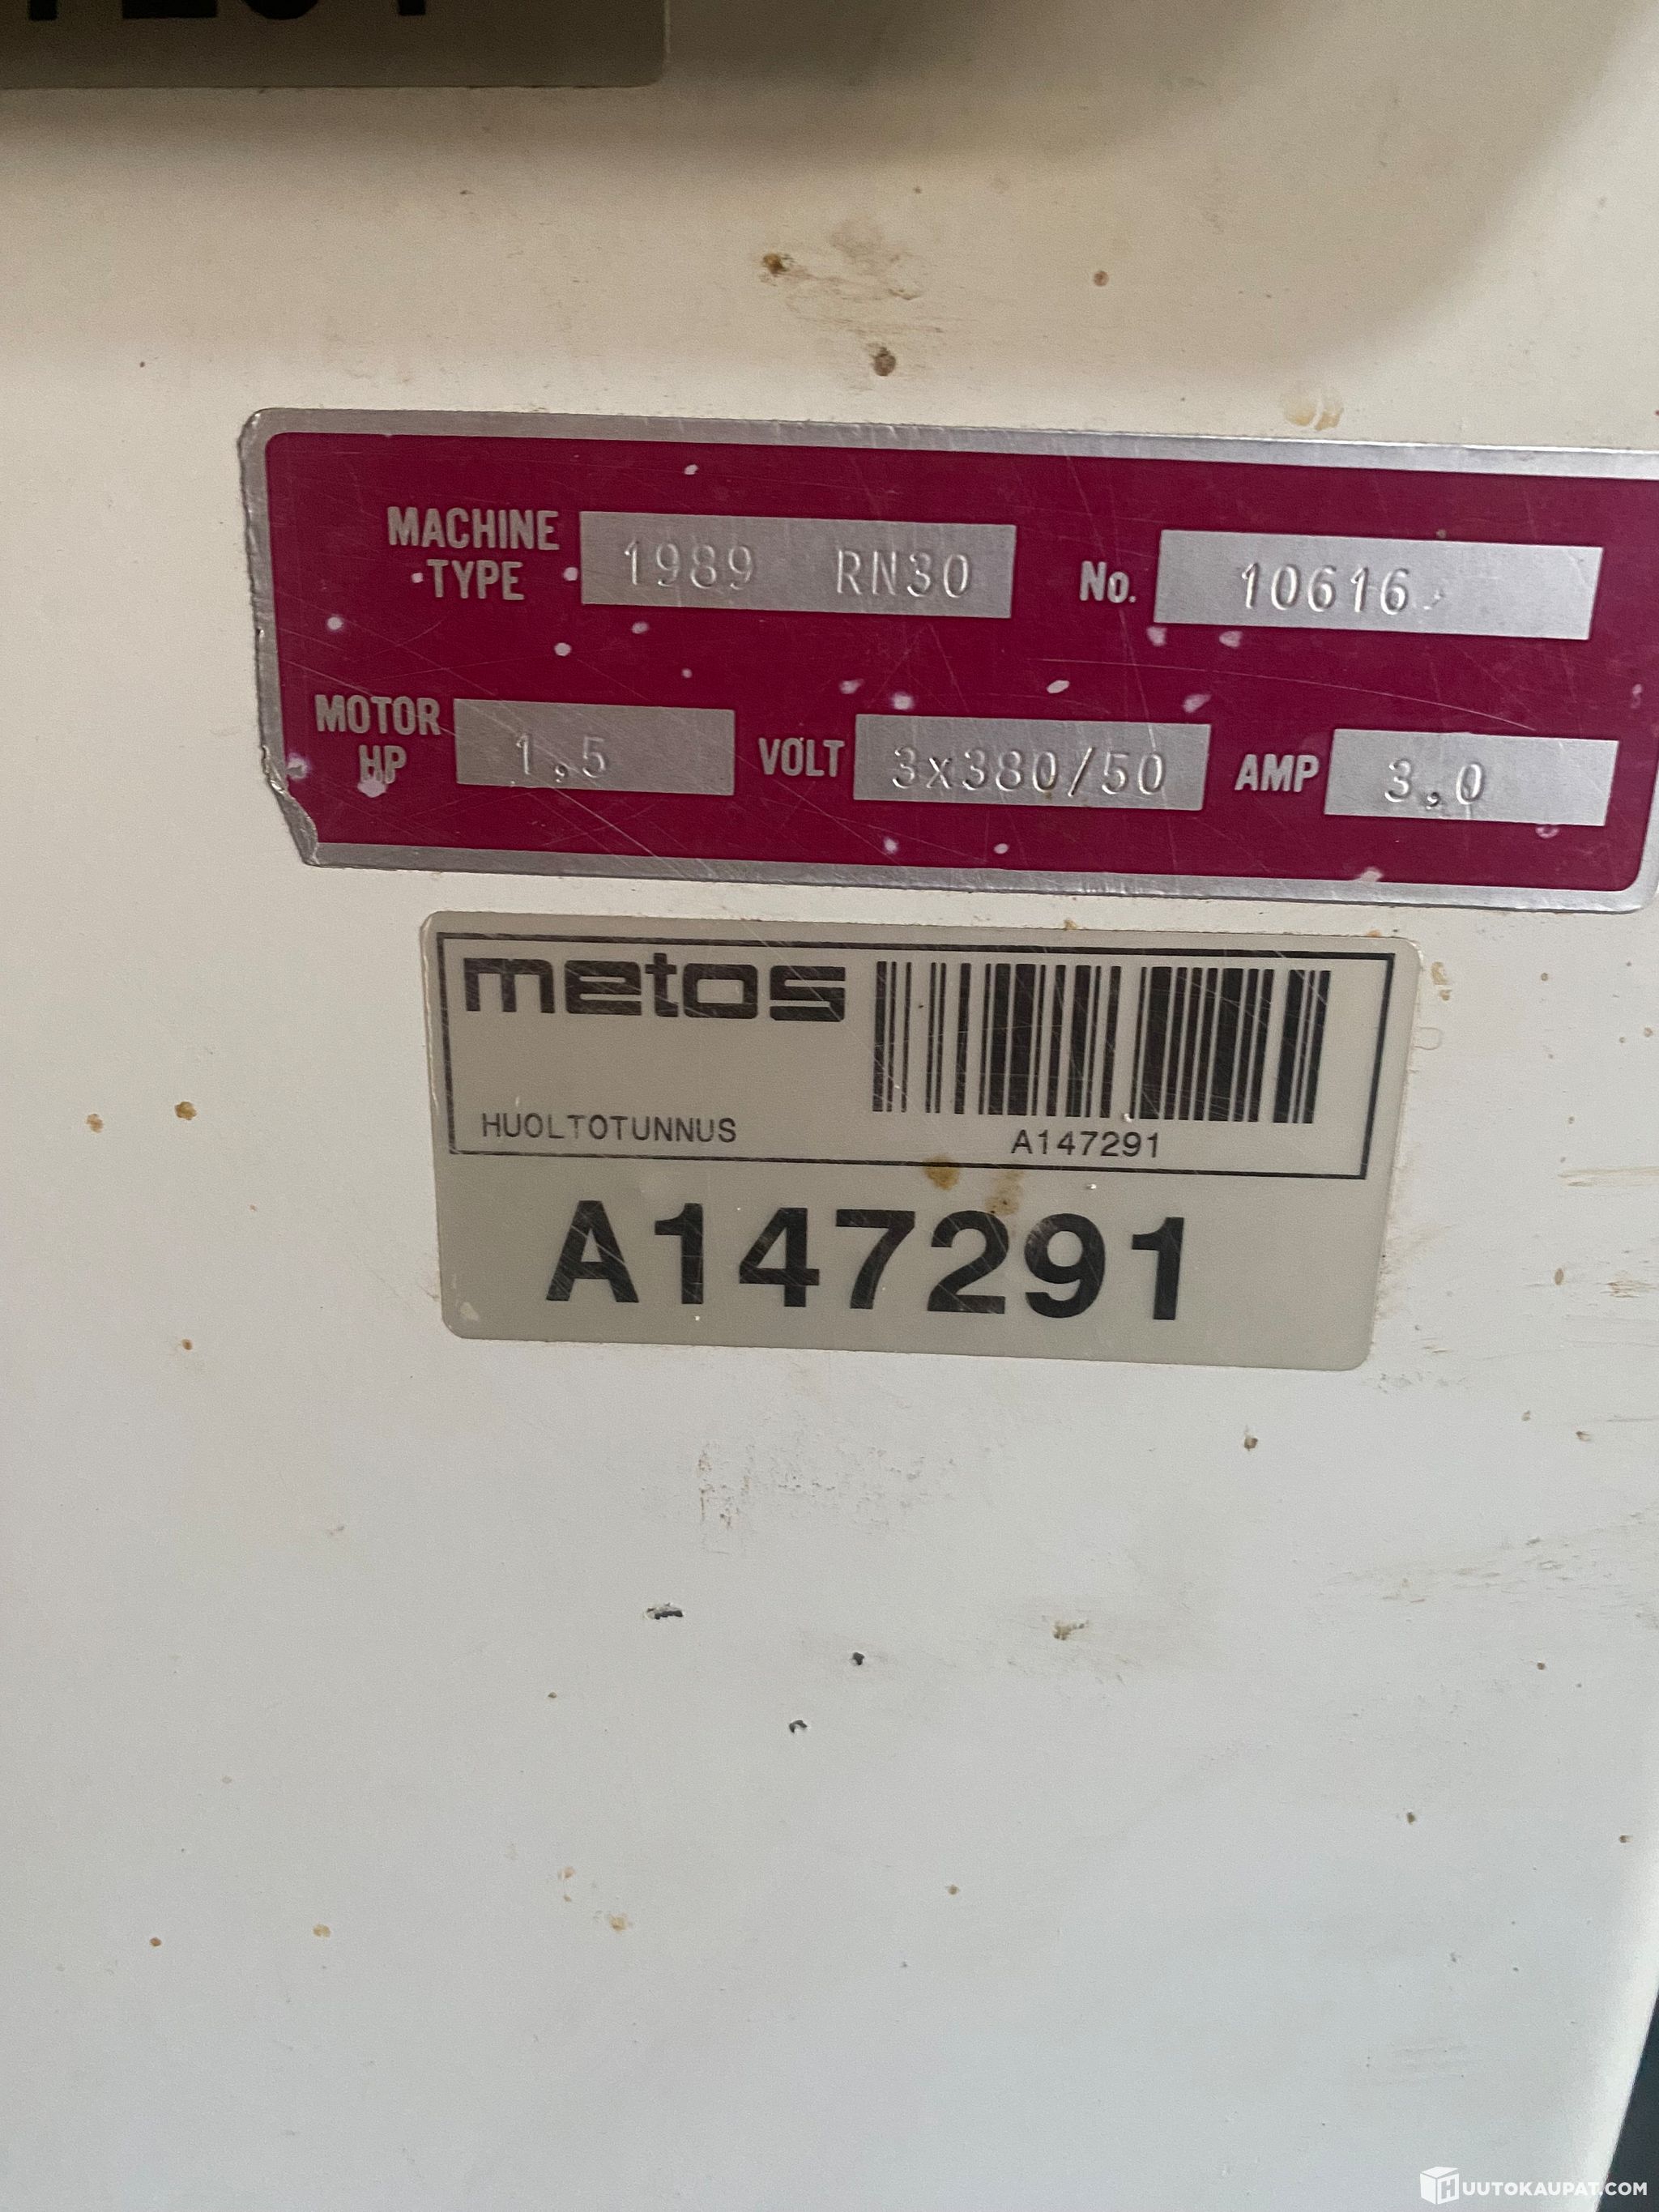 MACHINE TYPE 1989 RN30 No. 10616
MOTOR HP 1,5 VOLT 3x380/50 AMP 3,0
metos
HUOLTOTUNNUS A147291
A147291
HUUTOKAUPAT.COM